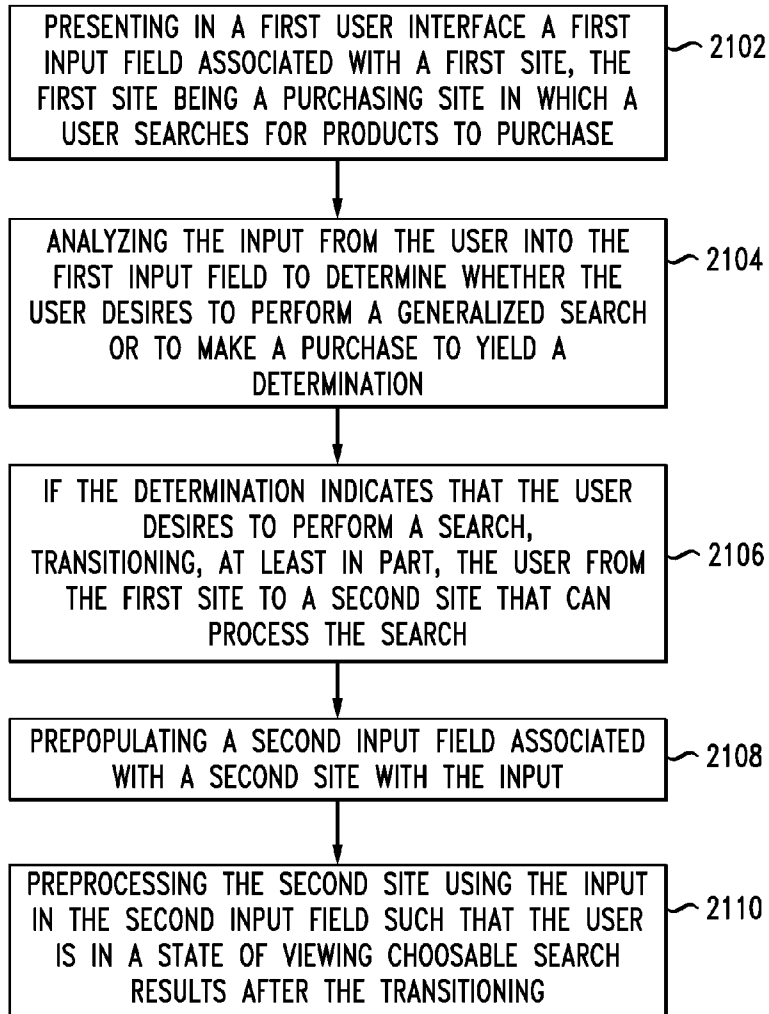 PRESENTING IN A FIRST USER INTERFACE A FIRST
INPUT FIELD ASSOCIATED WITH A FIRST SITE, THE
FIRST SITE BEING A PURCHASING SITE IN WHICH A
USER SEARCHES FOR PRODUCTS TO PURCHASE
2102
ANALYZING THE INPUT FROM THE USER INTO THE
FIRST INPUT FIELD TO DETERMINE WHETHER THE
USER DESIRES TO PERFORM A GENERALIZED SEARCH
OR TO MAKE A PURCHASE TO YIELD A
DETERMINATION
2104
IF THE DETERMINATION INDICATES THAT THE USER
DESIRES TO PERFORM A SEARCH,
TRANSITIONING, AT LEAST IN PART, THE USER FROM
THE FIRST SITE TO A SECOND SITE THAT CAN
PROCESS THE SEARCH
2106
PREPOPULATING A SECOND INPUT FIELD ASSOCIATED
WITH A SECOND SITE WITH THE INPUT
2108
PREPROCESSING THE SECOND SITE USING THE INPUT
IN THE SECOND INPUT FIELD SUCH THAT THE USER
IS IN A STATE OF VIEWING CHOOSABLE SEARCH
RESULTS AFTER THE TRANSITIONING
2110